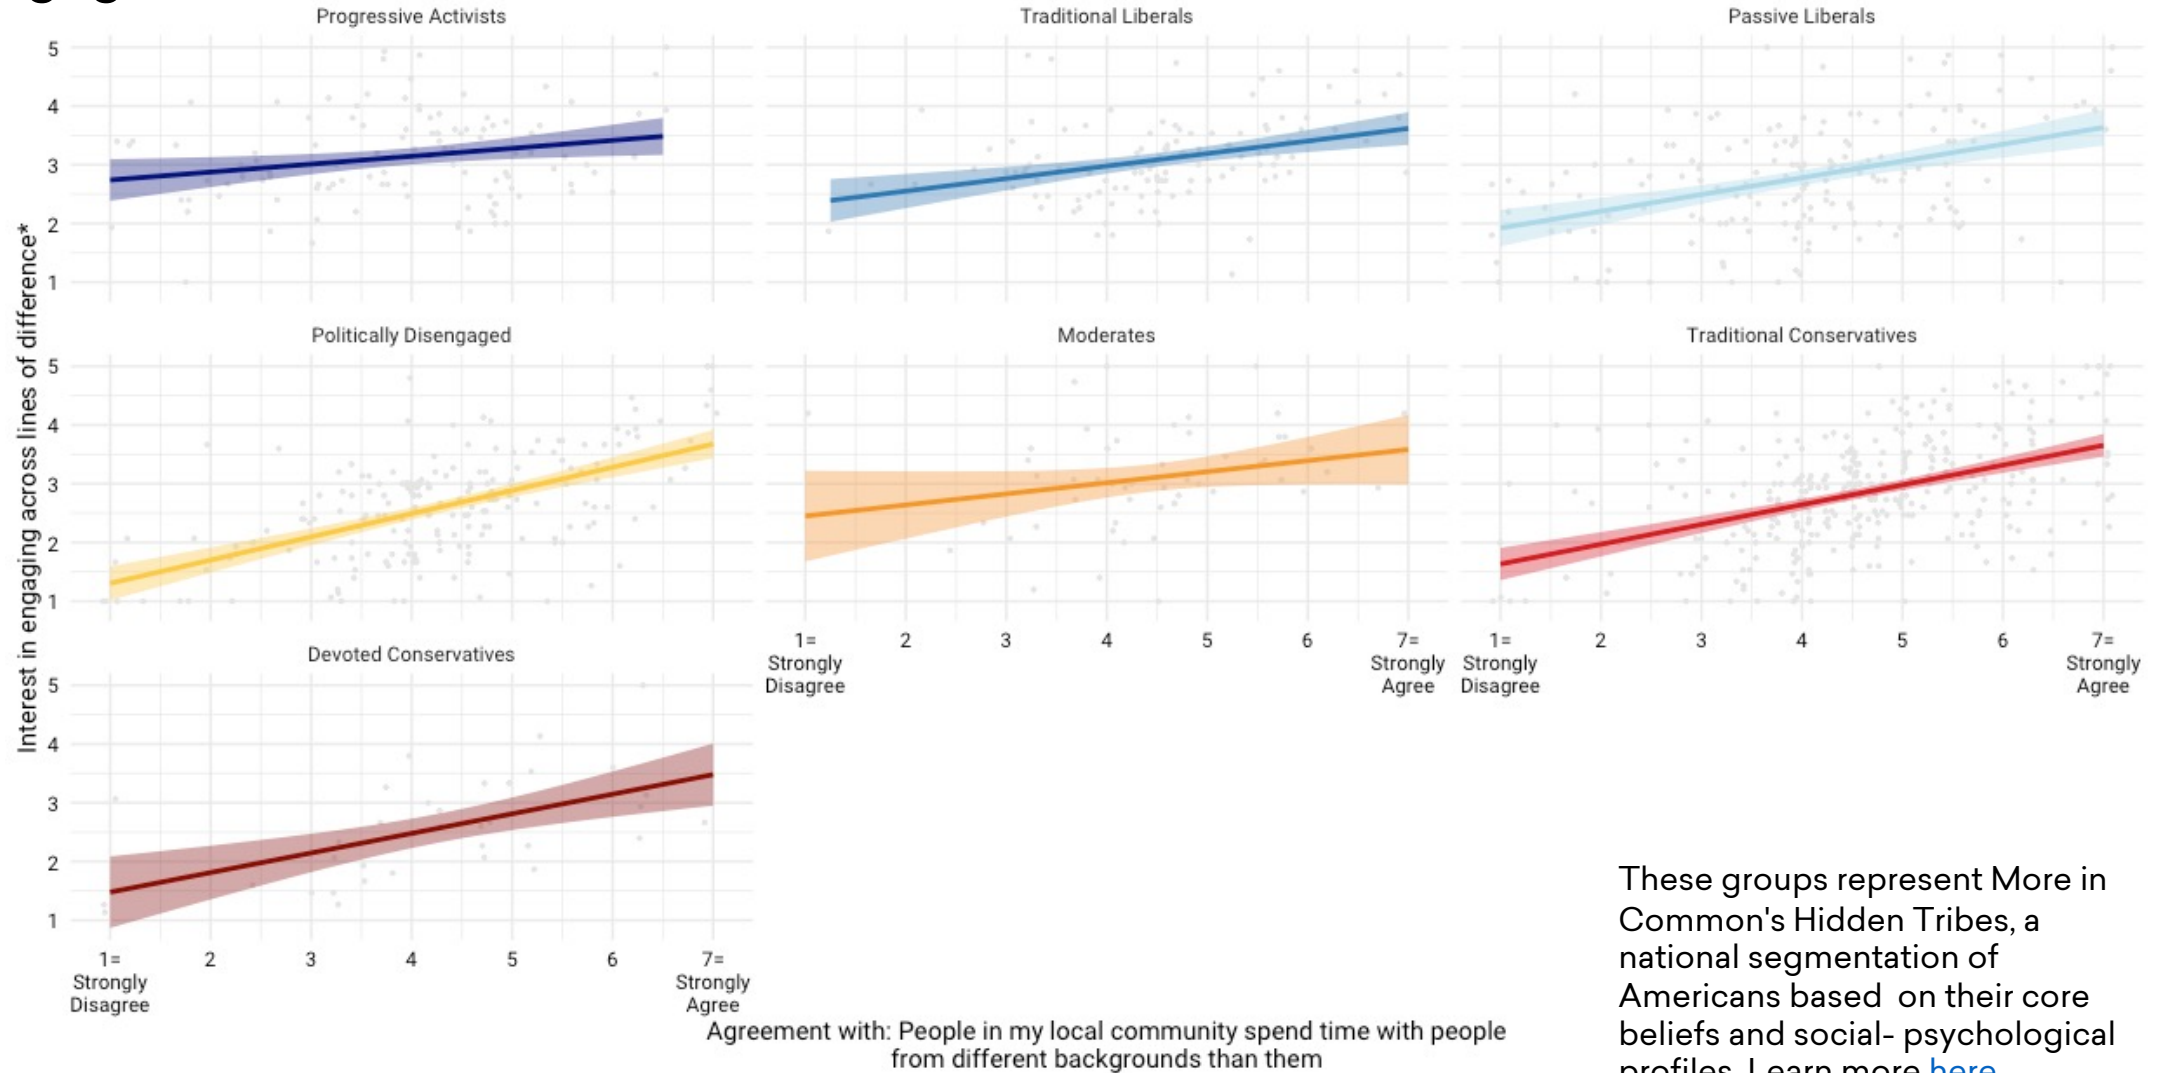 Progressive Activists
Traditional Liberals
Passive Liberals
5
4
3
2
1
Politically Disengaged
Moderates
Traditional Conservatives
5
4
3
2
1
1=
Strongly
Disagree
2
3
4
5
6
7=
Strongly
Agree
1=
Strongly
Disagree
2
3
4
5
6
7=
Strongly
Agree
Devoted Conservatives
5
4
3
2
1
1=
Strongly
Disagree
2
3
4
5
6
7=
Strongly
Agree
Interest in engaging across lines of difference*
Agreement with: People in my local community spend time with people
from different backgrounds than them
These groups represent More in
Common's Hidden Tribes, a
national segmentation of
Americans based  on their core
beliefs and social- psychological
profiles. Learn more here